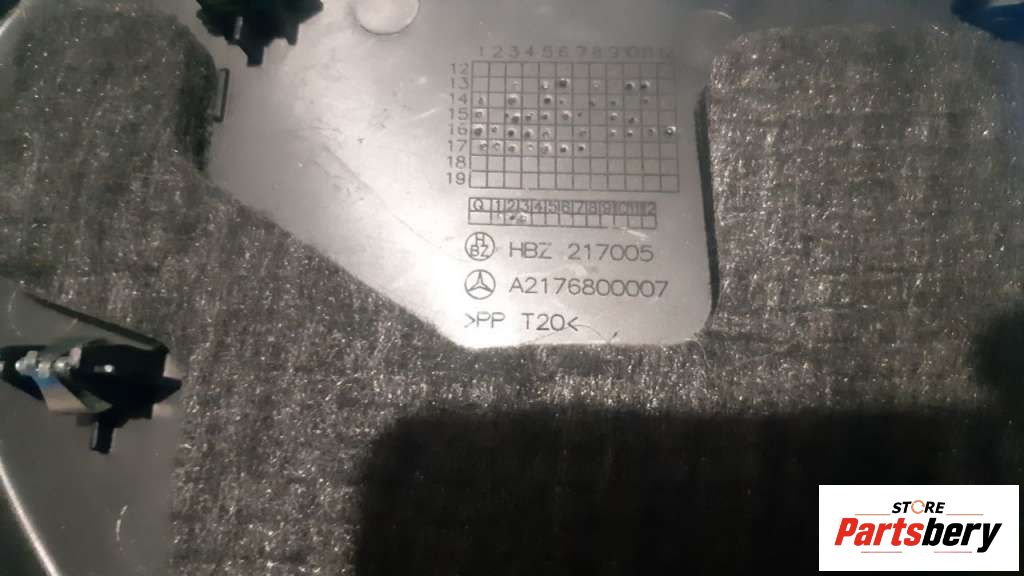 1 2 3 4 5 6 7 8 9 10 11 12
12
13
14
15
16
17
18
19
Q 1 2 3 4 5 6 7 8 9 10 11 12
H
BZ
HBZ 217005
A2176800007
>PP T20<
STORE
Partsbery